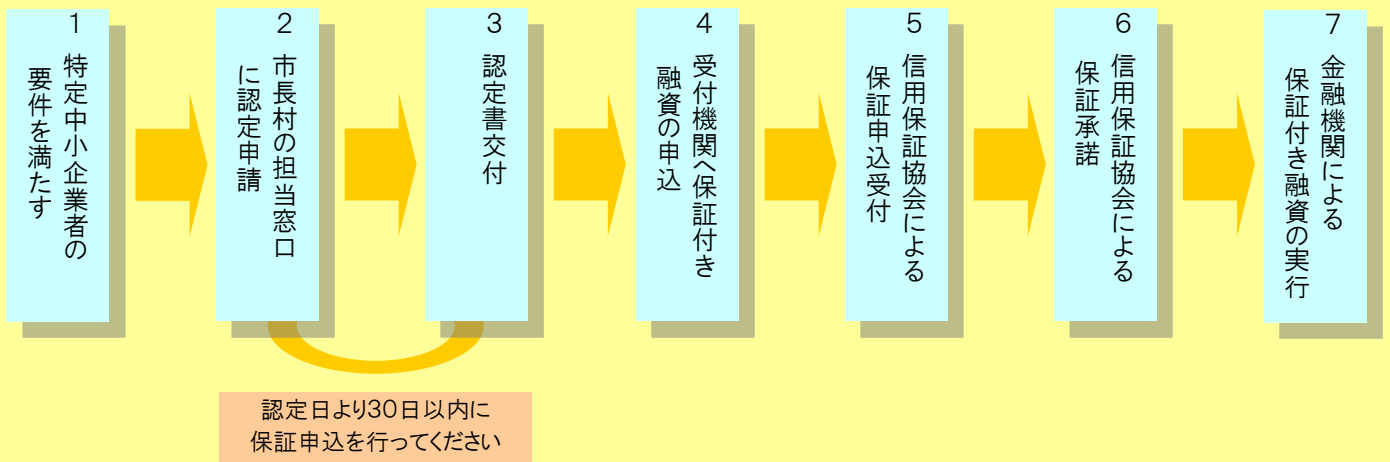 1
特定中小企業者の
要件を満たす
2
市長村の担当窓口
に認定申請
3
認定書交付
4
受付機関へ保証付き
融資の申込
5
信用保証協会による
保証申込受付
6
信用保証協会による
保証承諾
7
金融機関による
保証付き融資の実行
認定日より30日以内に
保証申込を行ってください